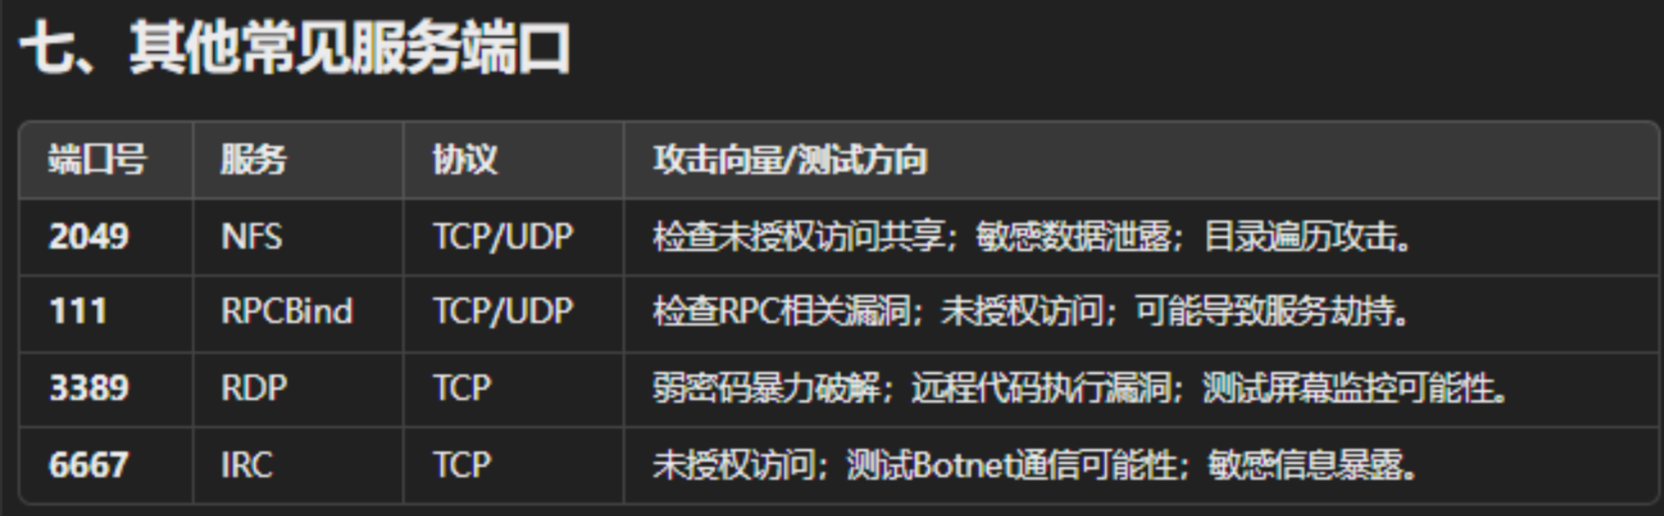 七、其他常见服务端口
端口号 服务 协议 攻击向量/测试方向
2049 NFS TCP/UDP 检查未授权访问共享；敏感数据泄露；目录遍历攻击。
111 RPCBind TCP/UDP 检查RPC相关漏洞；未授权访问；可能导致服务劫持。
3389 RDP TCP 弱密码暴力破解；远程代码执行漏洞；测试屏幕监控可能性。
6667 IRC TCP 未授权访问；测试Botnet通信可能性；敏感信息暴露。